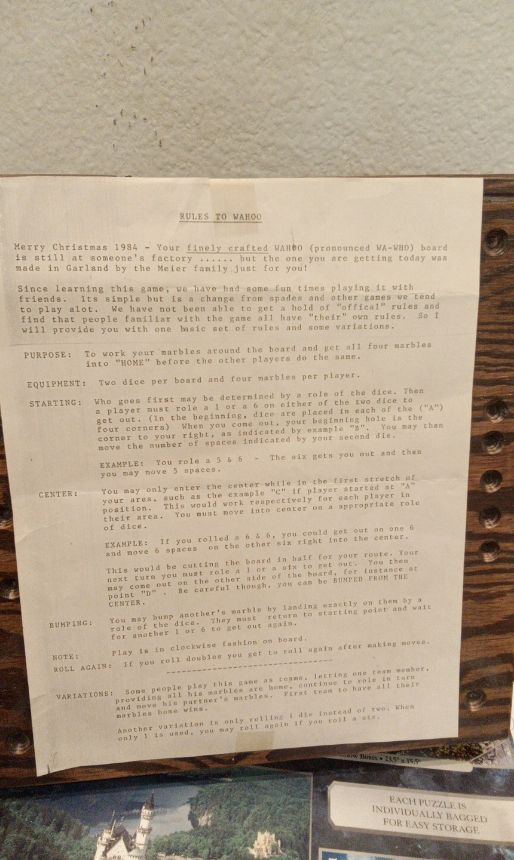 RULES TO WAHOO
Merry Christmas 1984 - Your finely crafted WAHOO (pronounced WA-WHO) board
is still at someone's factory ...... but the one you are getting today was
made in Garland by the Meier family just for you!
Since learning this game, we have had some fun times playing it with
friends. Its simple but is a change from spades and other games we tend
to play alot. We have not been able to get a hold of "offical" rules and
find that people familiar with the game all have "their" own rules. So I
will provide you with one basic set of rules and some variations.
PURPOSE: To work your marbles around the board and get all four marbles
into "HOME" before the other players do the same.
EQUIPMENT: Two dice per board and four marbles per player.
STARTING: Who goes first may be determined by a role of the dice. Then
a player must role a 1 or a 6 on either of the two dice to
get out. (In the beginning, dice are placed in each of the ("A")
four corners) When you come out, your beginning hole is the
corner to your right, as indicated by example "B". You may then
move the number of spaces indicated by your second die.
EXAMPLE: You role a 5 & 6 - The six gets you out and then
you may move 5 spaces.
CENTER: You may only enter the center while in the first stretch of
your area, such as the example "C" if player started at "A"
position. This would work respectively for each player in
their area. You must move into center on a appropriate role
of dice.
EXAMPLE: If you rolled a 6 & 6, you could get out on one 6
and move 6 spaces on the other six right into the center.
This would be cutting the board in half for your route. Your
next turn you must role a 1 or a six to get out. You then
may come out on the other side of the board, for instance at
point "D" . Be careful though, you can be BUMPED FROM THE
CENTER.
BUMPING: You may bump another's marble by landing exactly on them by a
role of the dice. They must return to starting point and wait
for another 1 or 6 to get out again.
NOTE: Play is in clockwise fashion on board.
ROLL AGAIN: If you roll doubles you get to roll again after making moves.
VARIATIONS: Some people play this game as teams, letting one team member,
providing all his marbles are home, continue to role in turn
and move his partner's marbles. First team to have all their
marbles home wins.
Another variation is only rolling 1 die instead of two. When
only 1 is used, you may roll again if you roll a six.
Boxes • 23.5" x 15.5"
EACH PUZZLE IS
INDIVIDUALLY BAGGED
FOR EASY STORAGE